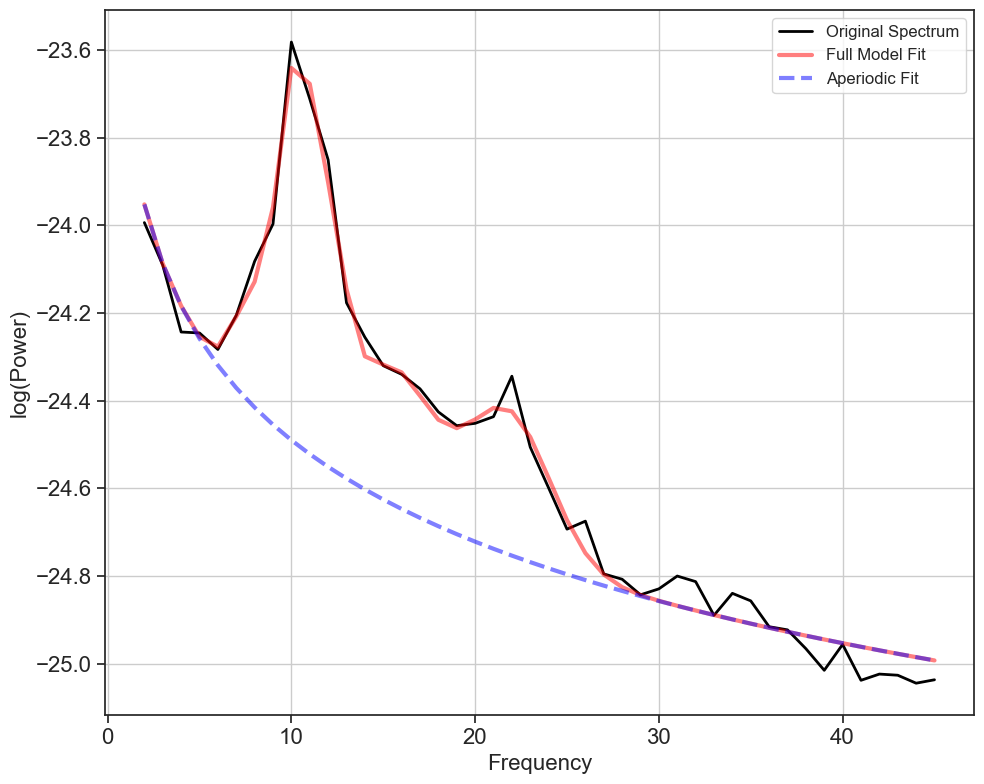 Original Spectrum
Full Model Fit
Aperiodic Fit
log(Power)
−23.6
−23.8
−24.0
−24.2
−24.4
−24.6
−24.8
−25.0
0 10 20 30 40
Frequency